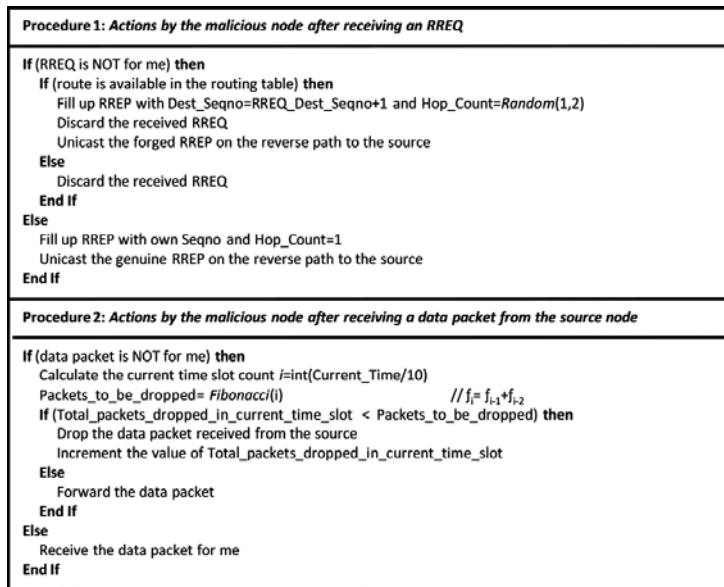 Procedure 1: Actions by the malicious node after receiving an RREQ
If (RREQ is NOT for me) then
If (route is available in the routing table) then
Fill up RREP with Dest_Seqno=RREQ_Dest_Seqno+1 and Hop_Count=Random(1,2)
Discard the received RREQ
Unicast the forged RREP on the reverse path to the source
Else
Discard the received RREQ
End If
Else
Fill up RREP with own Seqno and Hop_Count=1
Unicast the genuine RREP on the reverse path to the source
End If
Procedure 2: Actions by the malicious node after receiving a data packet from the source node
If (data packet is NOT for me) then
Calculate the current time slot count i=int(Current_Time/10)
Packets_to_be_dropped= Fibonacci(i) // fᵢ= fᵢ₋₁+fᵢ₋₂
If (Total_packets_dropped_in_current_time_slot < Packets_to_be_dropped) then
Drop the data packet received from the source
Increment the value of Total_packets_dropped_in_current_time_slot
Else
Forward the data packet
End If
Else
Receive the data packet for me
End If